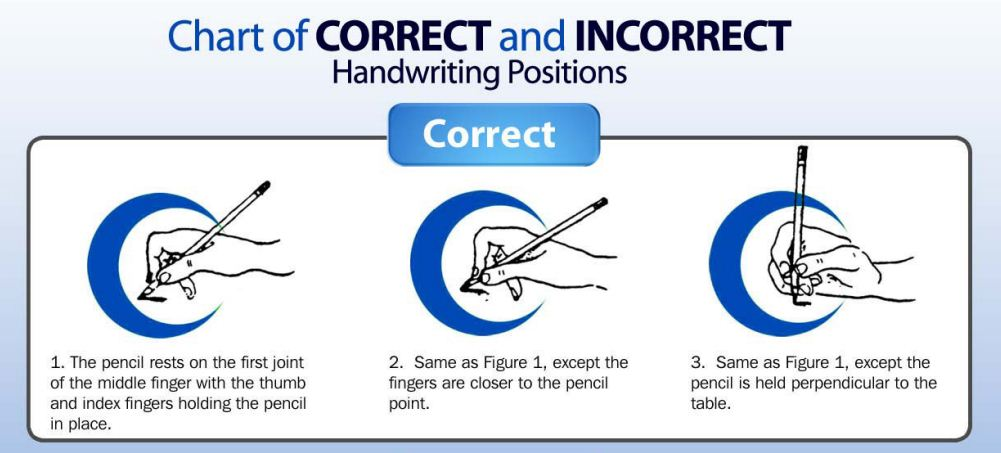 Chart of CORRECT and INCORRECT
Handwriting Positions
Correct
1. The pencil rests on the first joint
of the middle finger with the thumb
and index fingers holding the pencil
in place.
2. Same as Figure 1, except the
fingers are closer to the pencil
point.
3. Same as Figure 1, except the
pencil is held perpendicular to the
table.